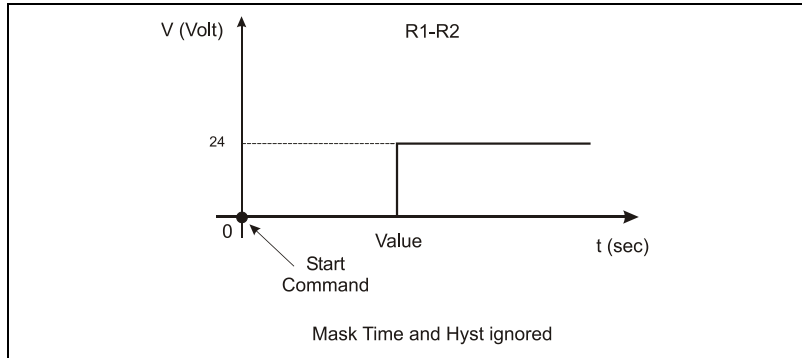 V (Volt)
R1-R2
24
0
Value
t (sec)
Start
Command
Mask Time and Hyst ignored